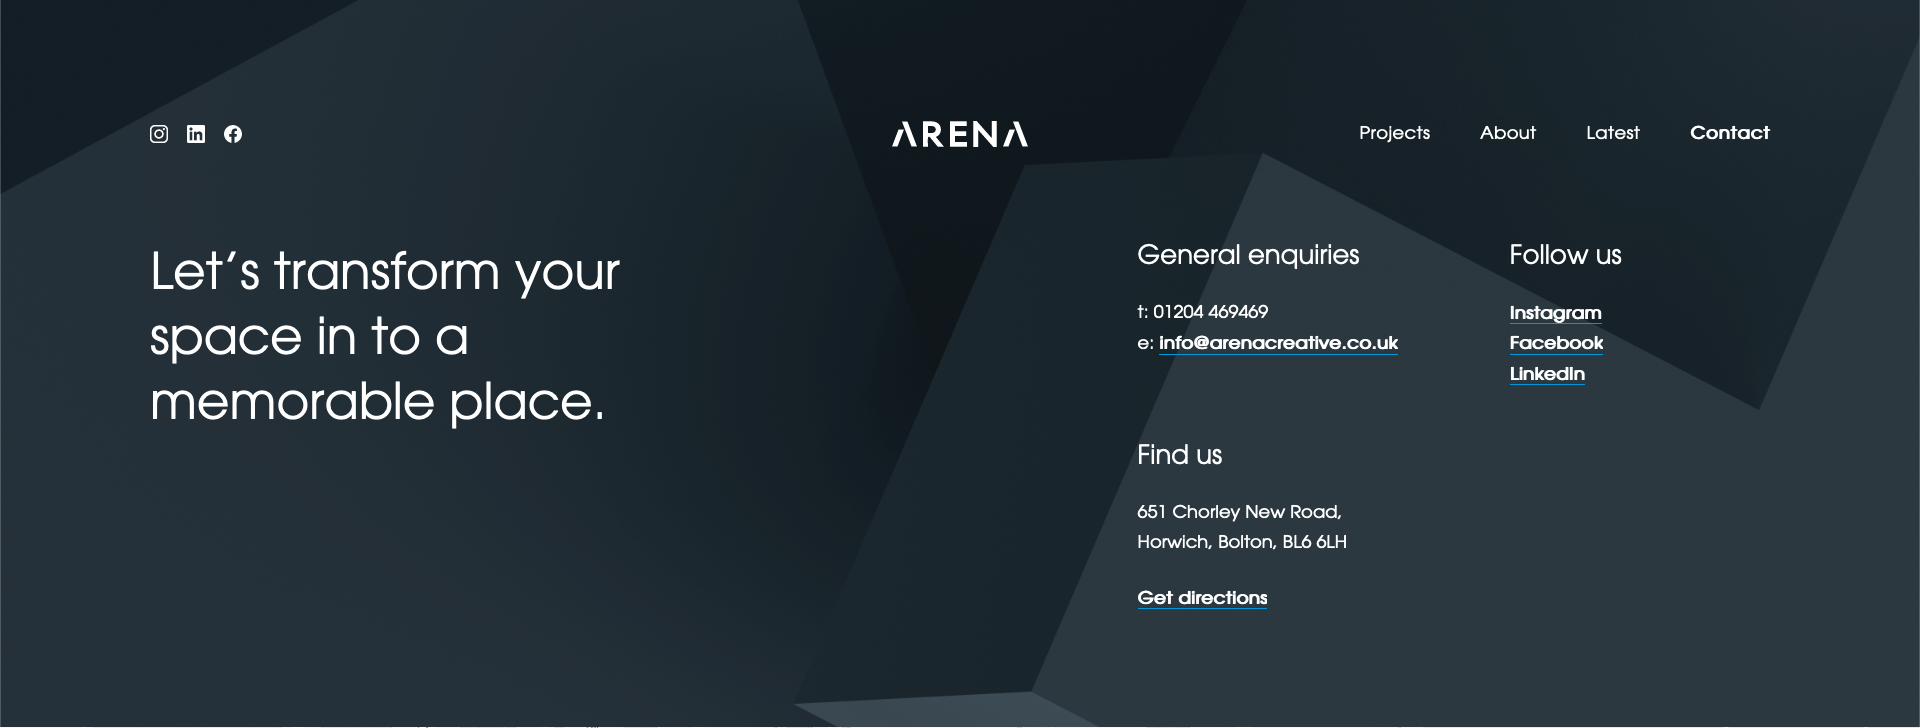 ARENA
Projects About Latest Contact
Let’s transform your
space in to a
memorable place.
General enquiries
t: 01204 469469
e: info@arenacreative.co.uk
Follow us
Instagram
Facebook
LinkedIn
Find us
651 Chorley New Road,
Horwich, Bolton, BL6 6LH
Get directions